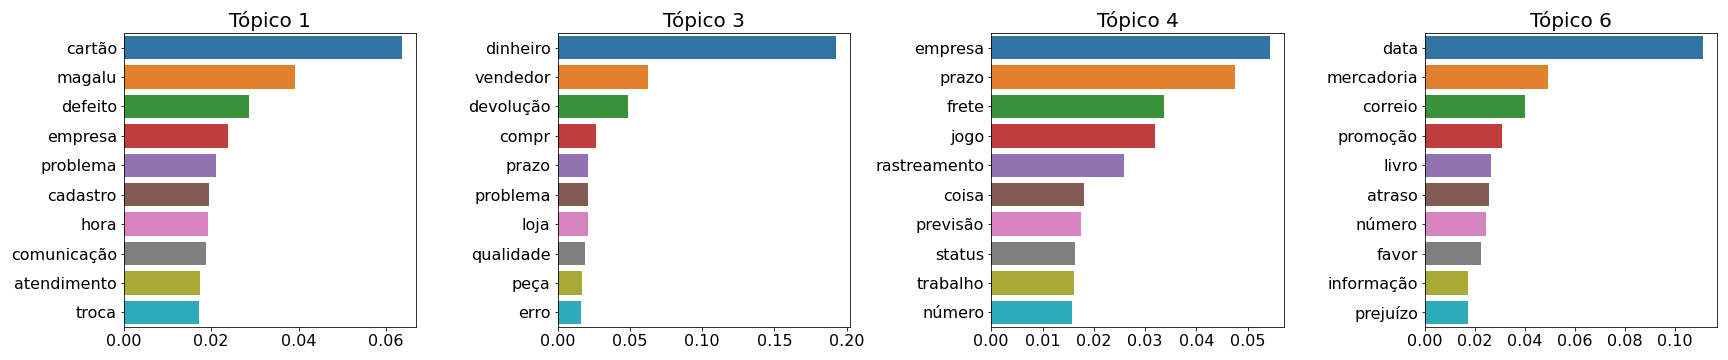 Tópico 1
cartão
magalu
defeito
empresa
problema
cadastro
hora
comunicação
atendimento
troca
0.00 0.02 0.04 0.06
Tópico 3
dinheiro
vendedor
devolução
compr
prazo
problema
loja
qualidade
peça
erro
0.00 0.05 0.10 0.15 0.20
Tópico 4
empresa
prazo
frete
jogo
rastreamento
coisa
previsão
status
trabalho
número
0.00 0.01 0.02 0.03 0.04 0.05
Tópico 6
data
mercadoria
correio
promoção
livro
atraso
número
favor
informação
prejuízo
0.00 0.02 0.04 0.06 0.08 0.10